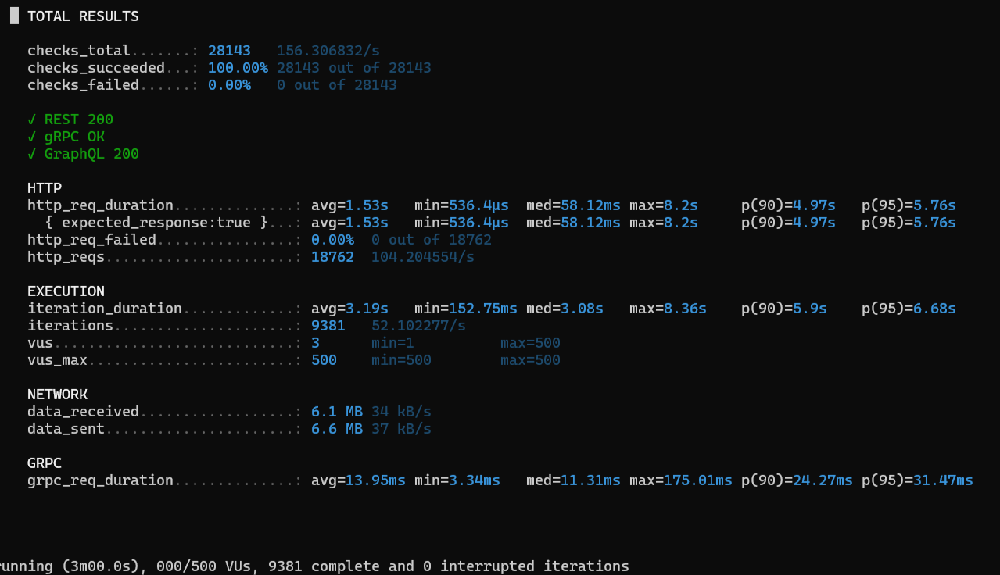 TOTAL RESULTS
checks_total.......: 28143 156.306832/s
checks_succeeded...: 100.00% 28143 out of 28143
checks_failed......: 0.00% 0 out of 28143
✓ REST 200
✓ gRPC OK
✓ GraphQL 200
HTTP
http_req_duration..............: avg=1.53s min=536.4µs med=58.12ms max=8.2s p(90)=4.97s p(95)=5.76s
{ expected_response:true }...: avg=1.53s min=536.4µs med=58.12ms max=8.2s p(90)=4.97s p(95)=5.76s
http_req_failed................: 0.00% 0 out of 18762
http_reqs......................: 18762 104.204554/s
EXECUTION
iteration_duration.............: avg=3.19s min=152.75ms med=3.08s max=8.36s p(90)=5.9s p(95)=6.68s
iterations.....................: 9381 52.102277/s
vus............................: 3 min=1 max=500
vus_max........................: 500 min=500 max=500
NETWORK
data_received..................: 6.1 MB 34 kB/s
data_sent......................: 6.6 MB 37 kB/s
GRPC
grpc_req_duration..............: avg=13.95ms min=3.34ms med=11.31ms max=175.01ms p(90)=24.27ms p(95)=31.47ms
running (3m00.0s), 000/500 VUs, 9381 complete and 0 interrupted iterations